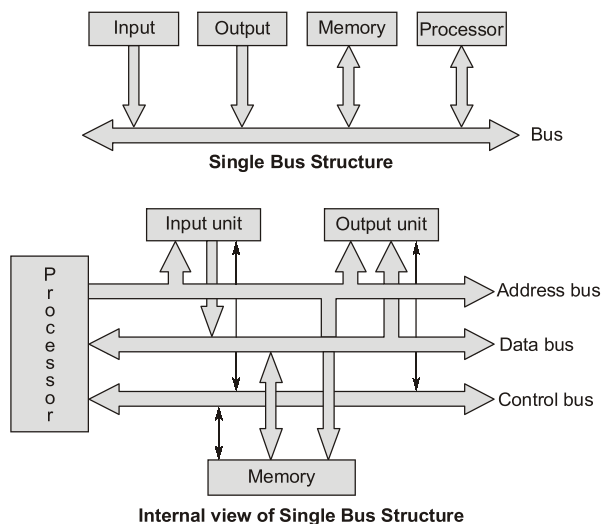 Input Output Memory Processor
Bus
Single Bus Structure
Input unit Output unit
Processor
Address bus
Data bus
Control bus
Memory
Internal view of Single Bus Structure